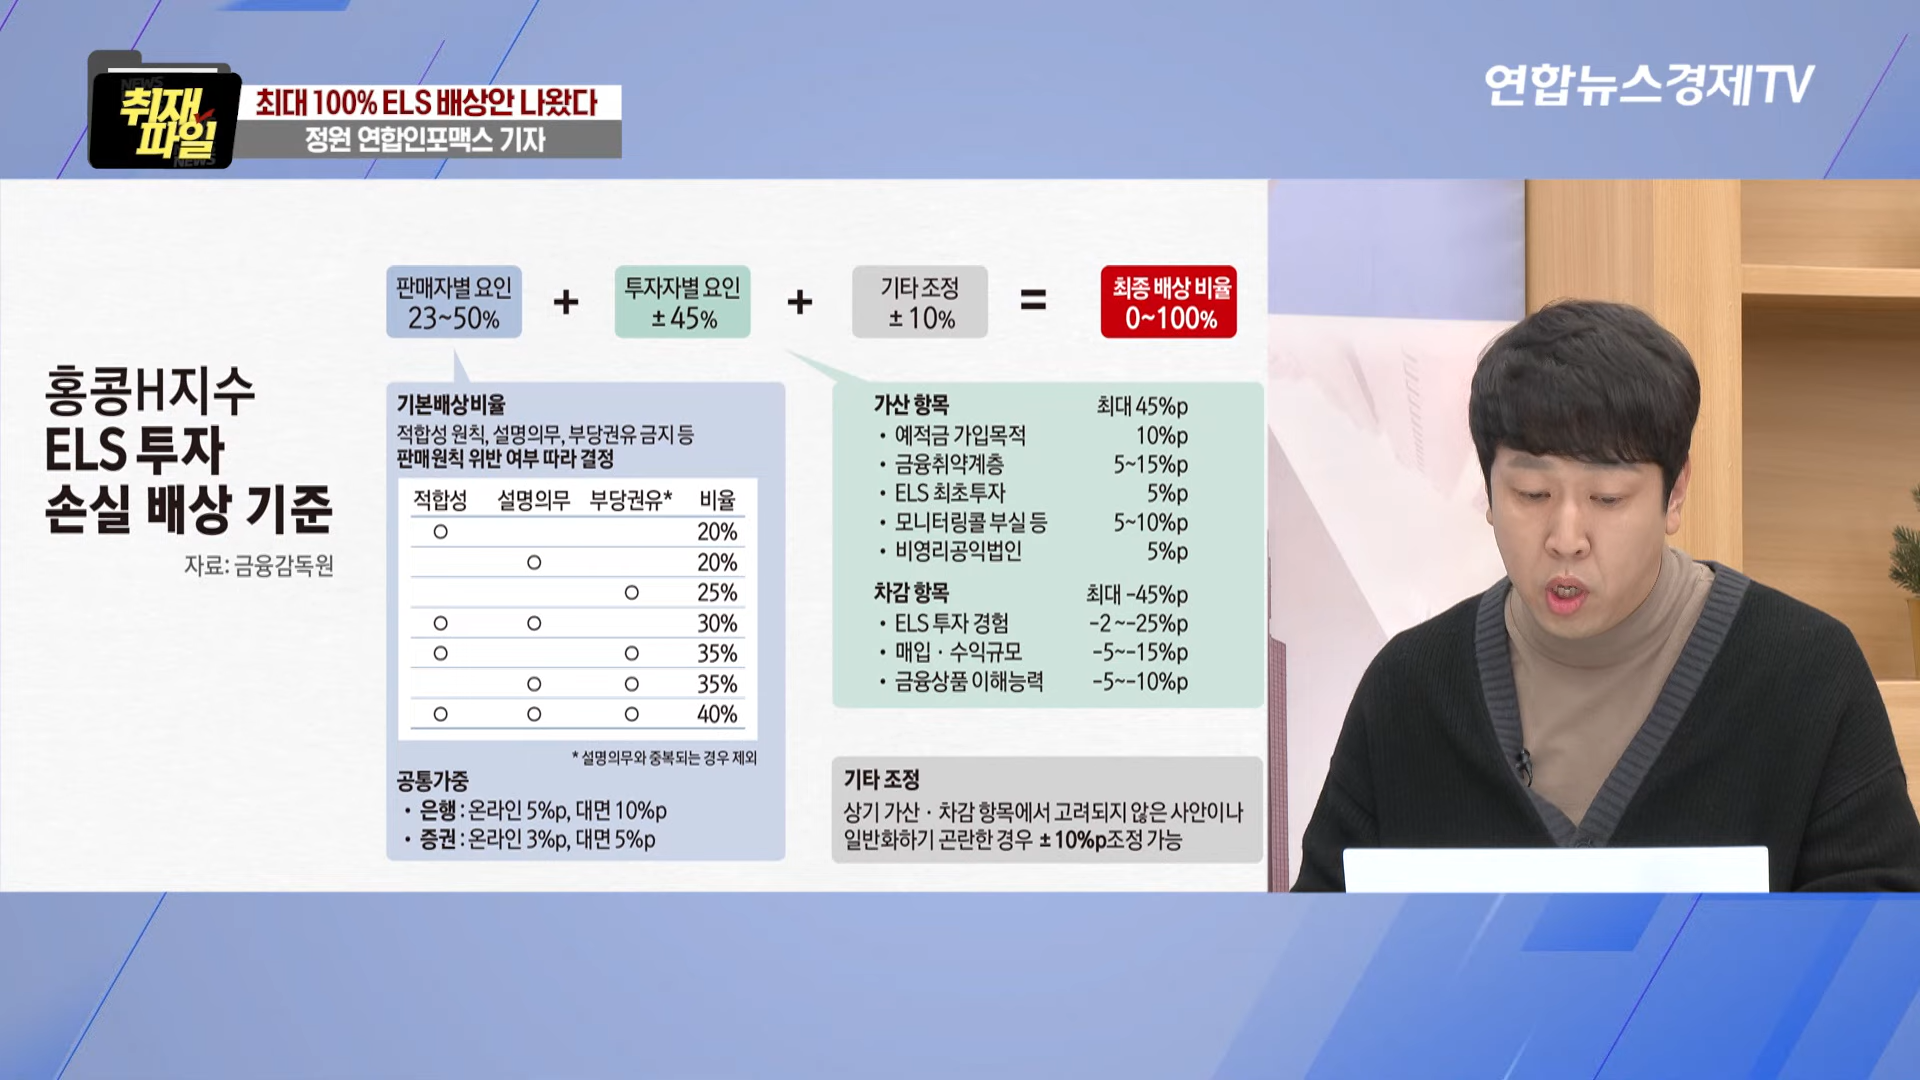 NEWS
취재
파일
NEWS
최대 100% ELS 배상안 나왔다
정원 연합인포맥스 기자
연합뉴스경제TV
홍콩H지수
ELS 투자
손실 배상 기준
자료: 금융감독원
판매자별 요인
23~50%
+
투자자별 요인
± 45%
+
기타 조정
± 10%
=
최종 배상 비율
0~100%
기본배상비율
적합성 원칙, 설명의무, 부당권유 금지 등
판매원칙 위반 여부 따라 결정
적합성 설명의무 부당권유* 비율
○ 20%
○ 20%
○ 25%
○ ○ 30%
○ ○ 35%
○ ○ 35%
○ ○ ○ 40%
* 설명의무와 중복되는 경우 제외
공통가중
• 은행 : 온라인 5%p, 대면 10%p
• 증권 : 온라인 3%p, 대면 5%p
가산 항목 최대 45%p
• 예적금 가입목적 10%p
• 금융취약계층 5~15%p
• ELS 최초투자 5%p
• 모니터링콜 부실 등 5~10%p
• 비영리공익법인 5%p
차감 항목 최대 -45%p
• ELS 투자 경험 -2~-25%p
• 매입 · 수익규모 -5~-15%p
• 금융상품 이해능력 -5~-10%p
기타 조정
상기 가산 · 차감 항목에서 고려되지 않은 사안이나
일반화하기 곤란한 경우 ±10%p조정 가능